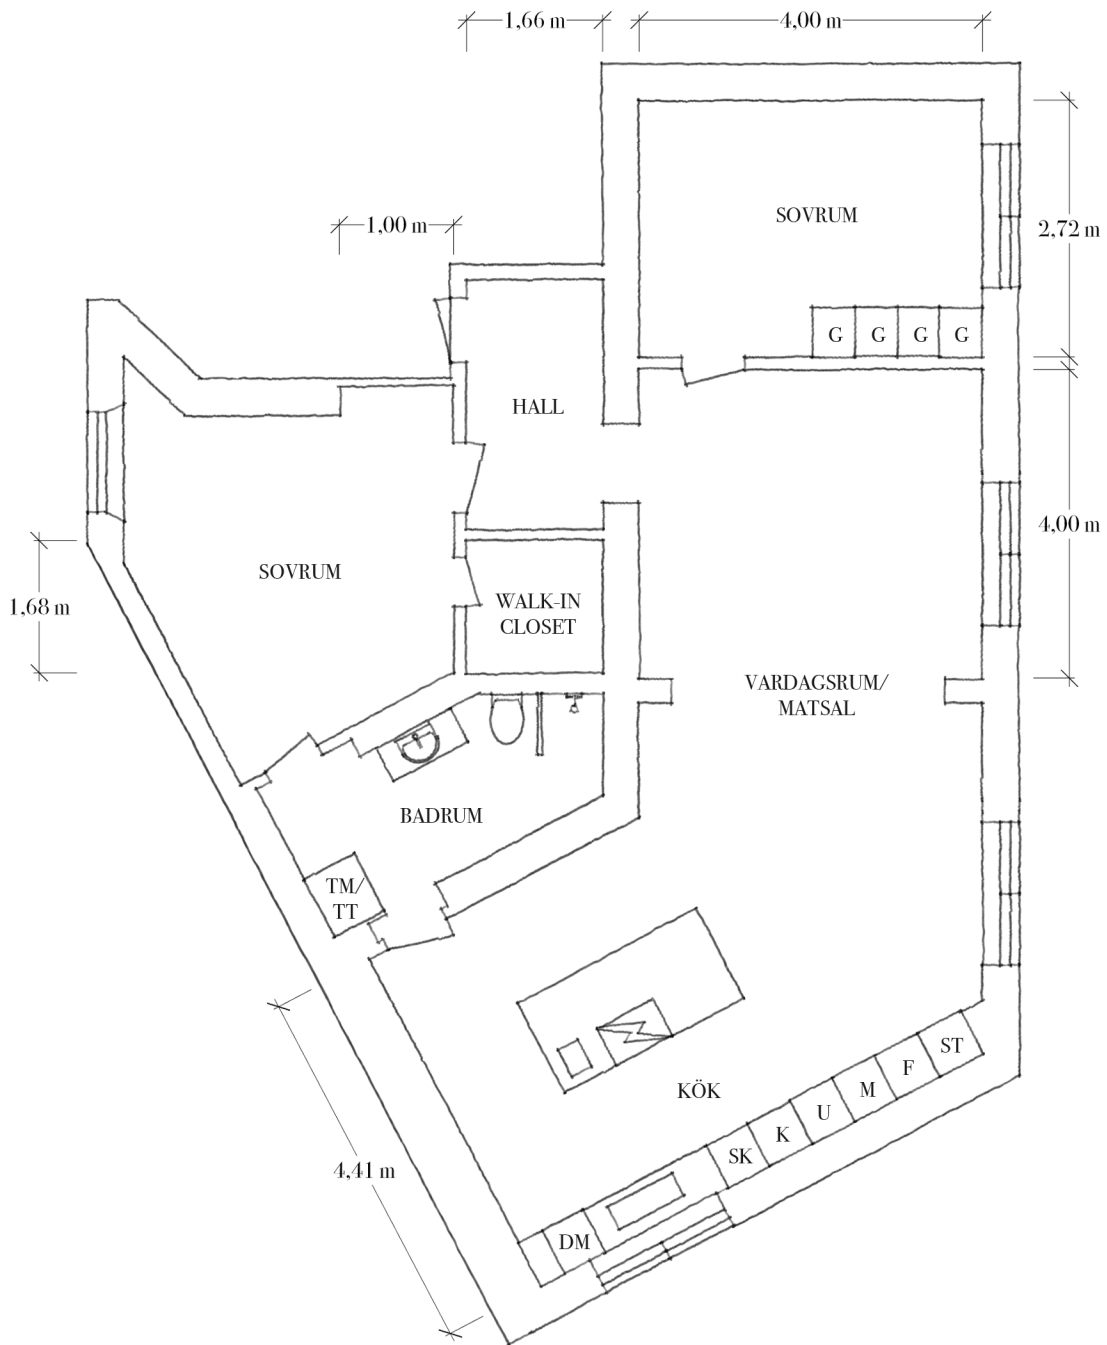 1,66 m
4,00 m
1,00 m
SOVRUM
2,72 m
G G G G
HALL
4,00 m
SOVRUM
1,68 m
WALK-IN
CLOSET
VARDAGSRUM/
MATSAL
BADRUM
TM/
TT
ST
F
M
U
K
SK
KÖK
4,41 m
DM